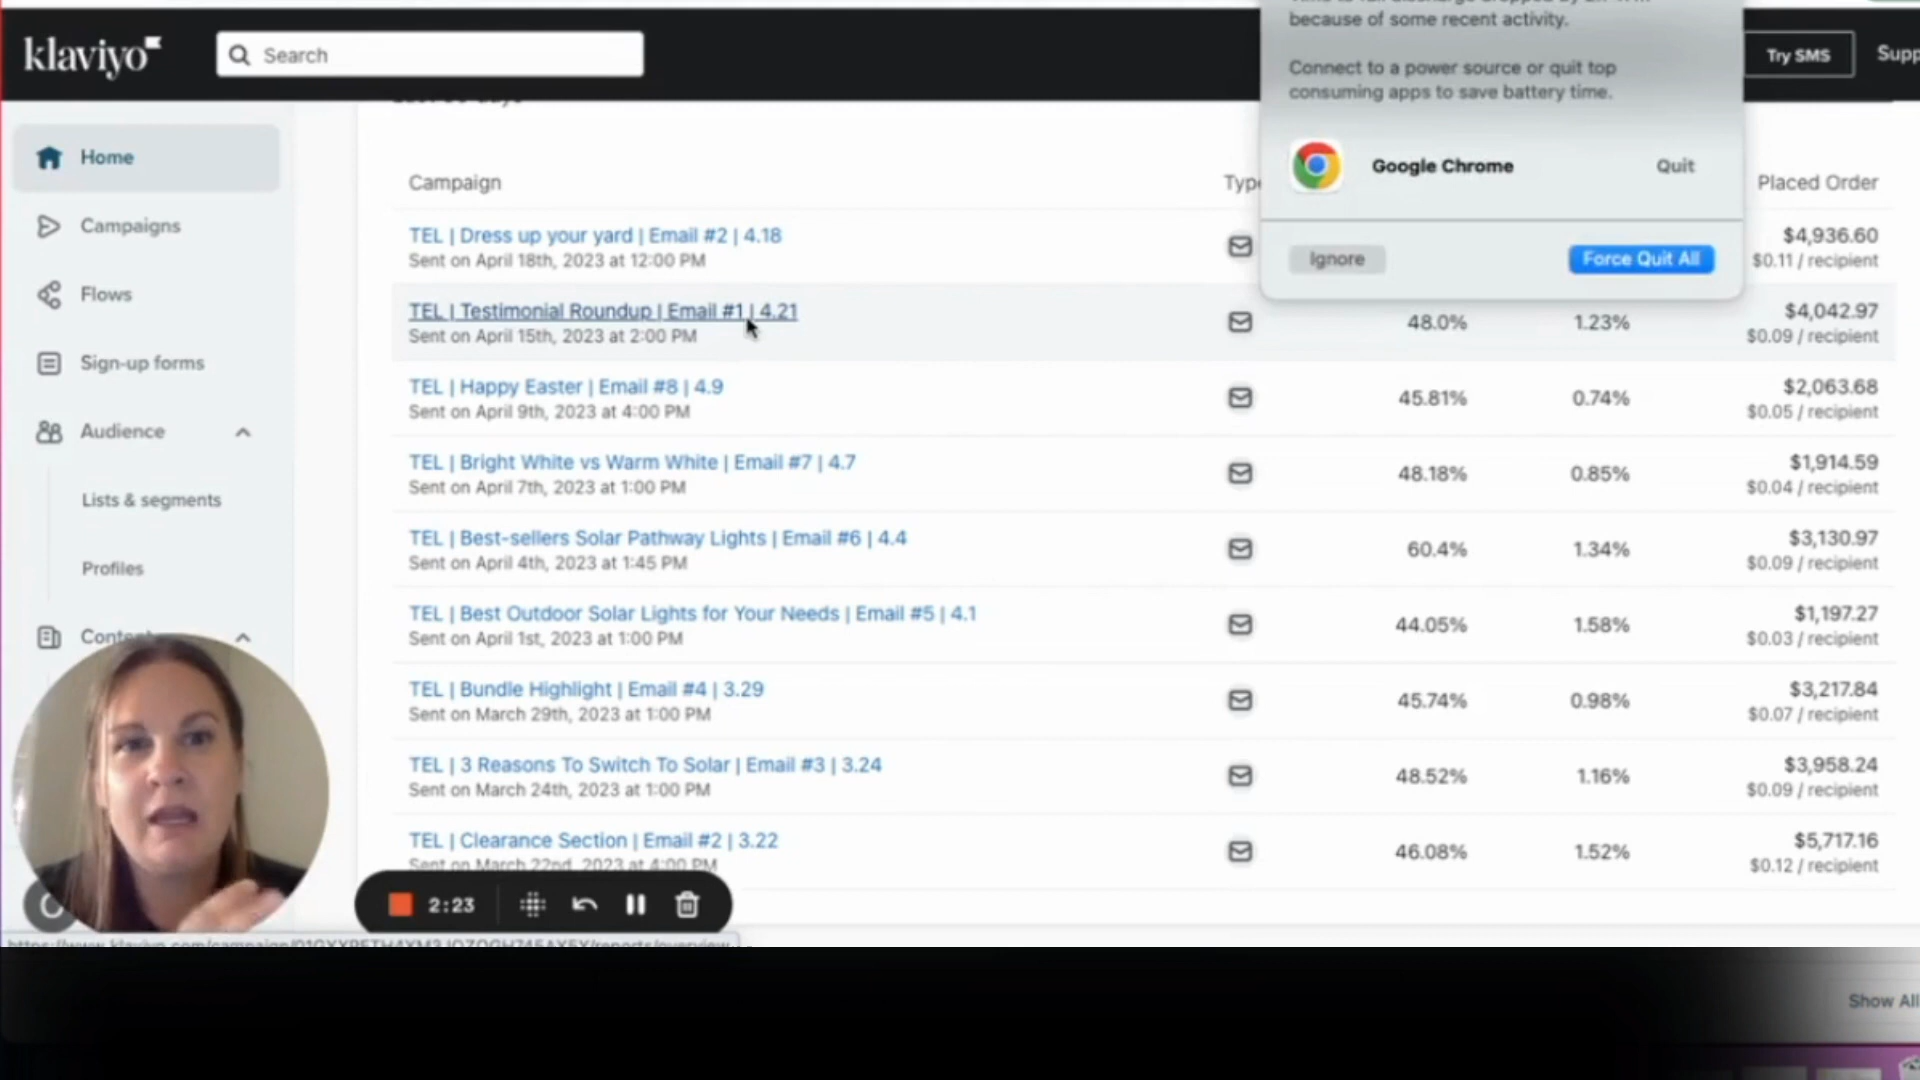 because of some recent activity.
klaviyo
Search
Connect to a power source or quit top
consuming apps to save battery time.
Try SMS
Supp
Home
Google Chrome
Quit
Campaign
Type
Placed Order
Campaigns
TEL | Dress up your yard | Email #2 | 4.18
$4,936.60
Sent on April 18th, 2023 at 12:00 PM
Ignore
Force Quit All
$0.11 / recipient
Flows
TEL | Testimonial Roundup | Email #1 | 4.21
48.0%
1.23%
$4,042.97
Sent on April 15th, 2023 at 2:00 PM
$0.09 / recipient
Sign-up forms
TEL | Happy Easter | Email #8 | 4.9
45.81%
0.74%
$2,063.68
Sent on April 9th, 2023 at 4:00 PM
$0.05 / recipient
Audience
TEL | Bright White vs Warm White | Email #7 | 4.7
48.18%
0.85%
$1,914.59
Sent on April 7th, 2023 at 1:00 PM
$0.04 / recipient
Lists & segments
TEL | Best-sellers Solar Pathway Lights | Email #6 | 4.4
60.4%
1.34%
$3,130.97
Sent on April 4th, 2023 at 1:45 PM
$0.09 / recipient
Profiles
TEL | Best Outdoor Solar Lights for Your Needs | Email #5 | 4.1
44.05%
1.58%
$1,197.27
Sent on April 1st, 2023 at 1:00 PM
$0.03 / recipient
Content
TEL | Bundle Highlight | Email #4 | 3.29
45.74%
0.98%
$3,217.84
Sent on March 29th, 2023 at 1:00 PM
$0.07 / recipient
TEL | 3 Reasons To Switch To Solar | Email #3 | 3.24
48.52%
1.16%
$3,958.24
Sent on March 24th, 2023 at 1:00 PM
$0.09 / recipient
TEL | Clearance Section | Email #2 | 3.22
46.08%
1.52%
$5,717.16
Sent on March 22nd, 2023 at 4:00 PM
$0.12 / recipient
2:23
Show All